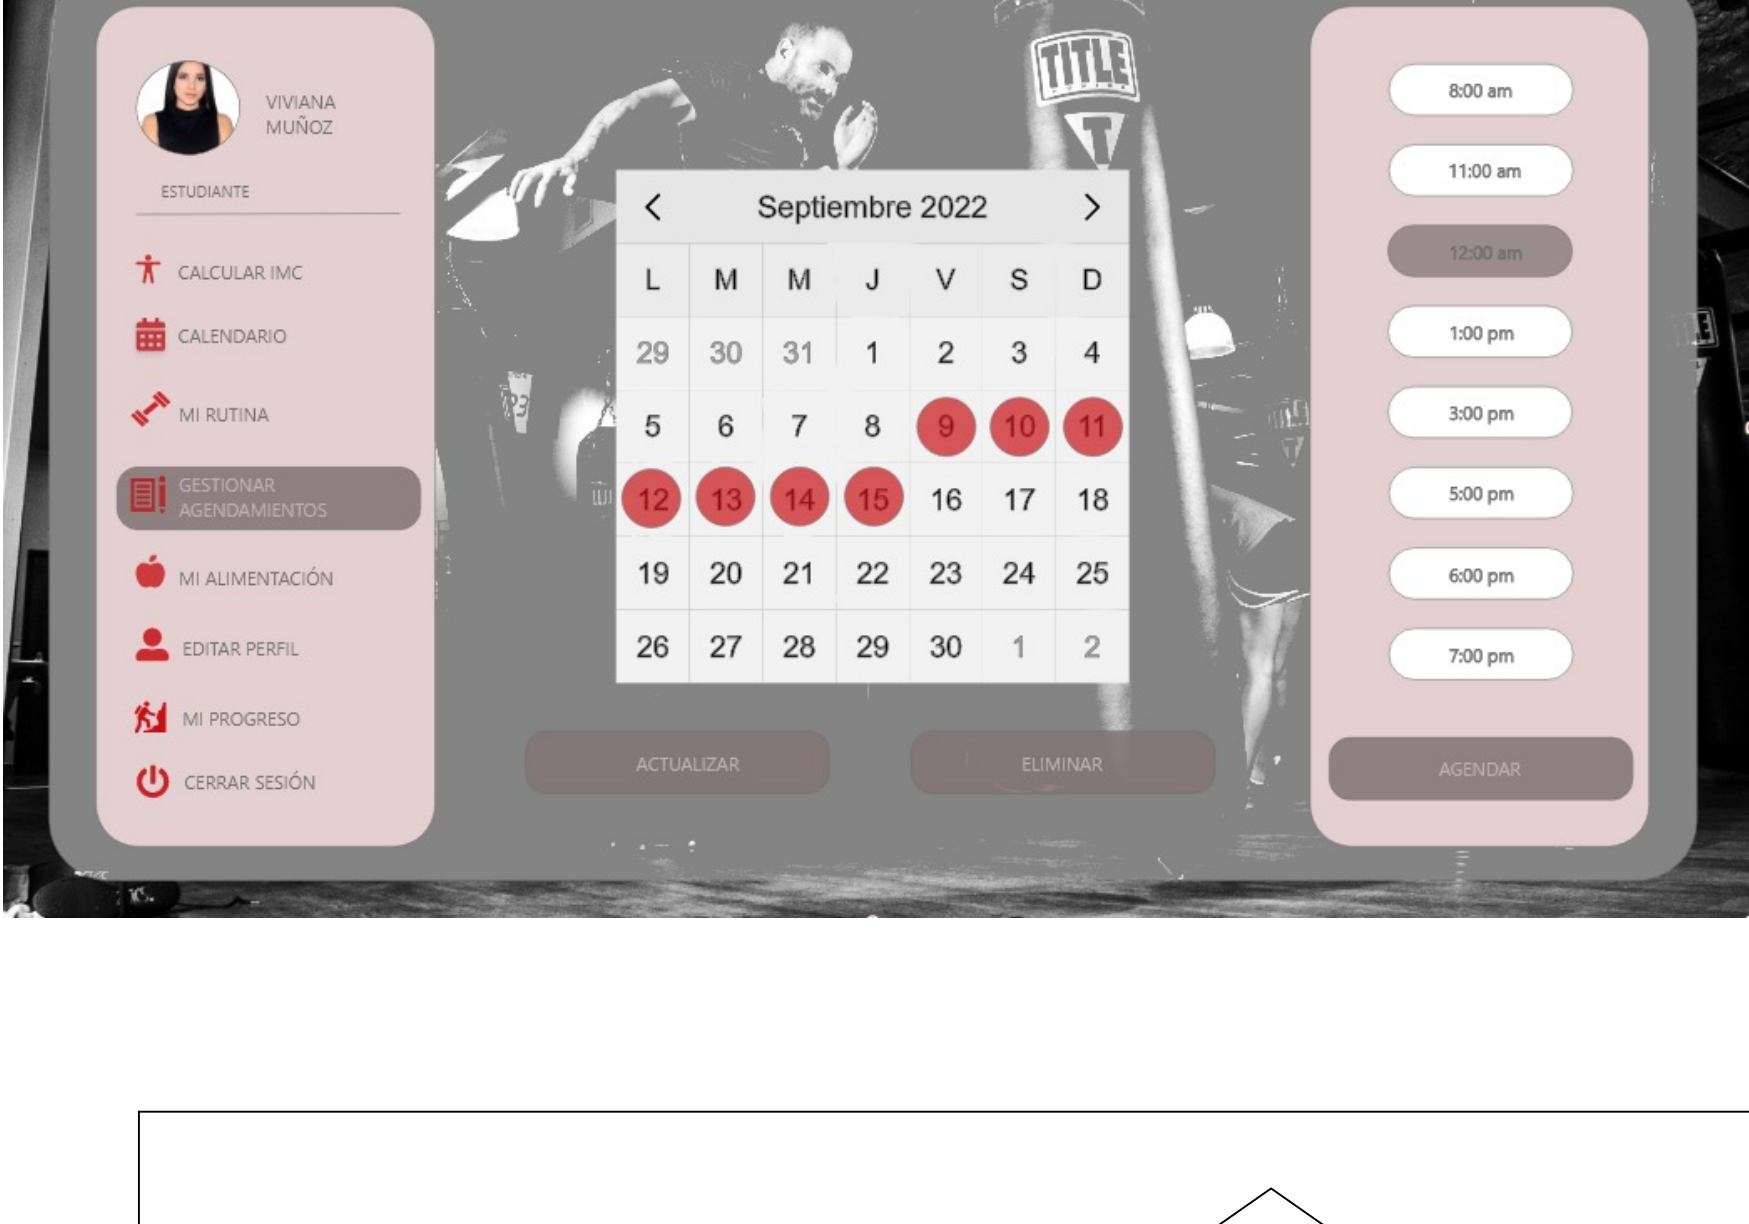 VIVIANA
MUÑOZ
ESTUDIANTE
CALCULAR IMC
CALENDARIO
MI RUTINA
GESTIONAR
AGENDAMIENTOS
MI ALIMENTACIÓN
EDITAR PERFIL
MI PROGRESO
CERRAR SESIÓN
TITLE
T
Septiembre 2022
L M M J V S D
29 30 31 1 2 3 4
5 6 7 8 9 10 11
12 13 14 15 16 17 18
19 20 21 22 23 24 25
26 27 28 29 30 1 2
ACTUALIZAR
ELIMINAR
8:00 am
11:00 am
12:00 am
1:00 pm
3:00 pm
5:00 pm
6:00 pm
7:00 pm
AGENDAR